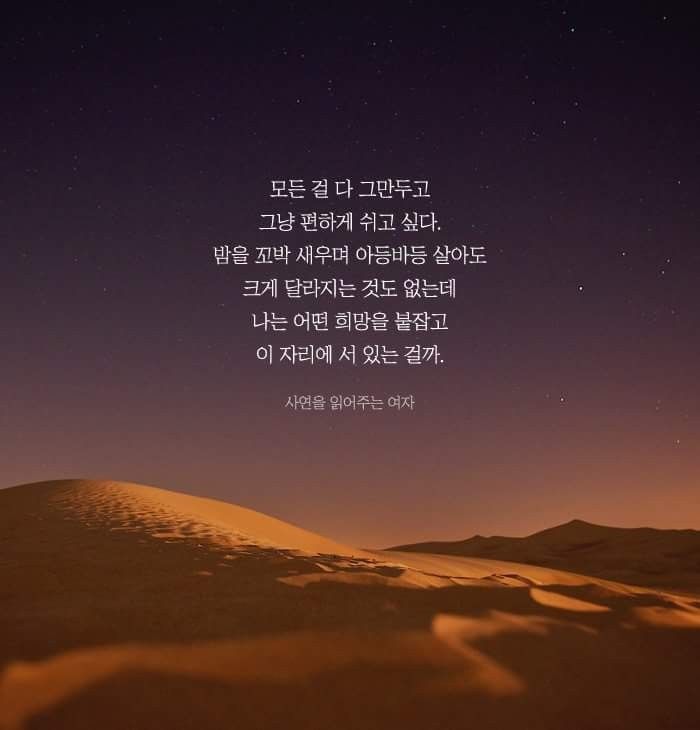 모든 걸 다 그만두고
그냥 편하게 쉬고 싶다.
밤을 꼬박 새우며 아등바등 살아도
크게 달라지는 것도 없는데
나는 어떤 희망을 붙잡고
이 자리에 서 있는 걸까.
사연을 읽어주는 여자